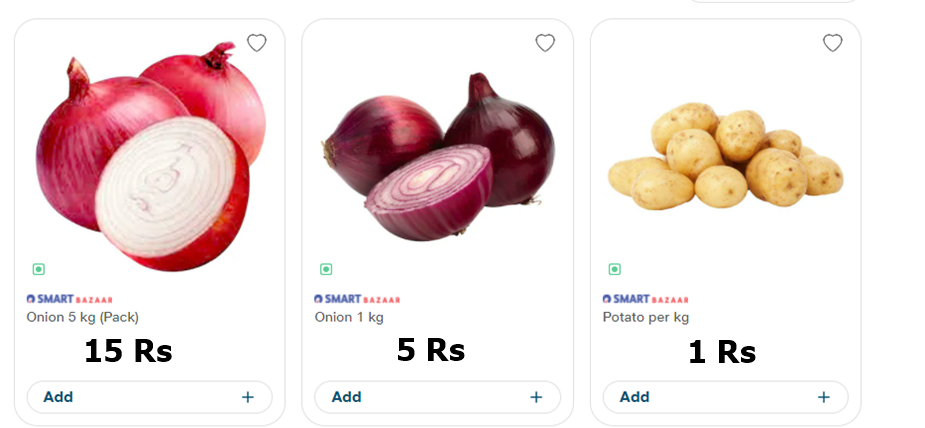 SMART BAZAAR
Onion 5 kg (Pack)
15 Rs
Add +
SMART BAZAAR
Onion 1 kg
5 Rs
Add +
SMART BAZAAR
Potato per kg
1 Rs
Add +